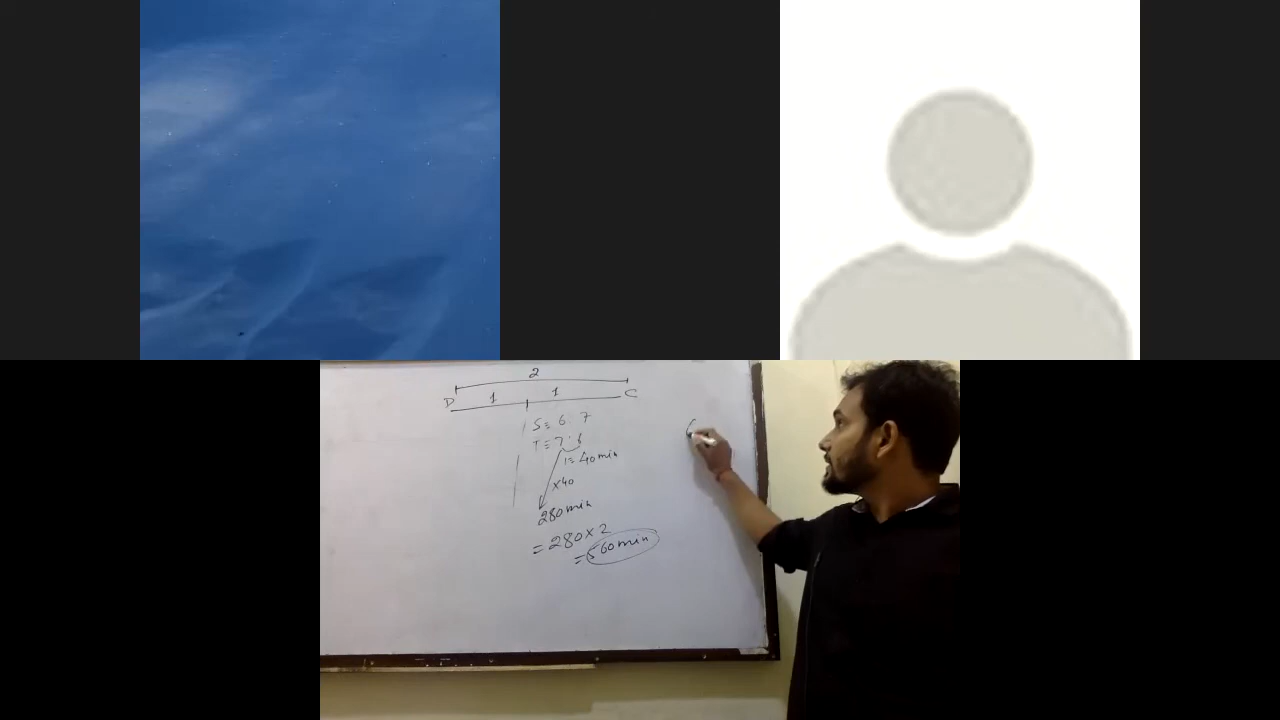 2
D 1 1 C
S = 6 : 7
T = 7 : 6
1 = 40 min
x40
280 min
= 280 x 2
= 560 min